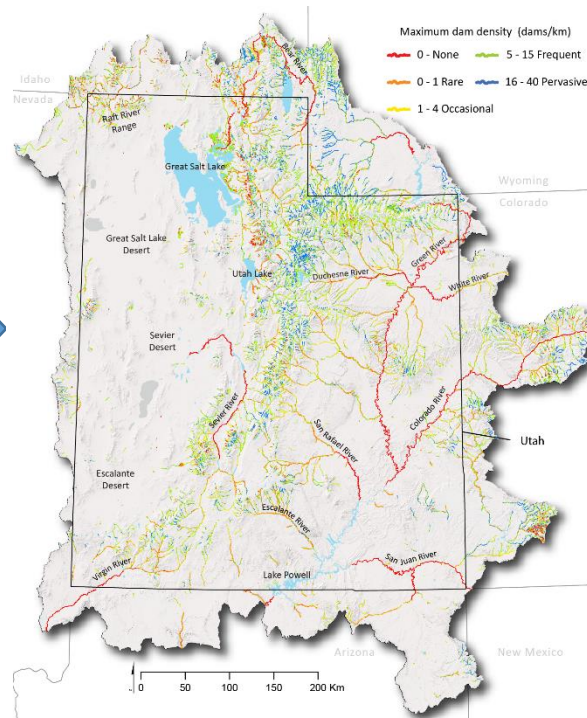 Maximum dam density (dams/km)
0 - None
5 - 15 Frequent
0 - 1 Rare
16 - 40 Pervasive
1 - 4 Occasional
Bear River
Idaho
Nevada
Raft River
Range
Great Salt Lake
Wyoming
Colorado
Great Salt Lake
Desert
Green River
Utah Lake
Duchesne River
White River
Sevier
Desert
Sevier River
Colorado River
San Rafael River
Utah
Escalante
Desert
Escalante River
Virgin River
Lake Powell
San Juan River
Arizona
New Mexico
0 50 100 150 200 Km